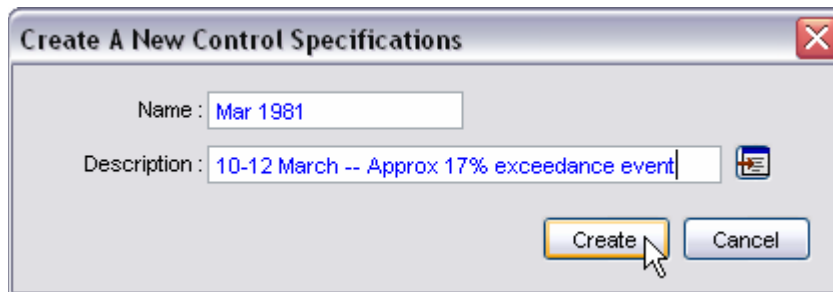 Create A New Control Specifications
Name : Mar 1981
Description : 10-12 March -- Approx 17% exceedance event
Create Cancel